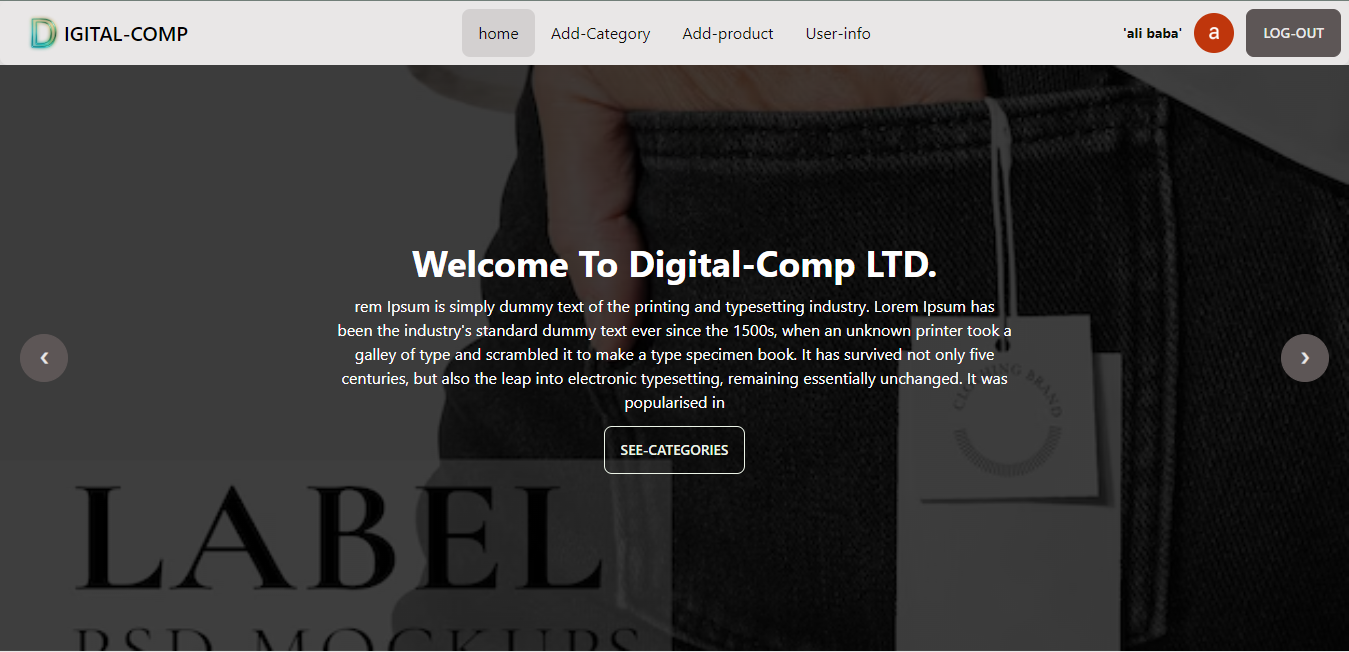 DIGITAL-COMP
home Add-Category Add-product User-info
'ali baba' a LOG-OUT
Welcome To Digital-Comp LTD.
rem Ipsum is simply dummy text of the printing and typesetting industry. Lorem Ipsum has
been the industry's standard dummy text ever since the 1500s, when an unknown printer took a
galley of type and scrambled it to make a type specimen book. It has survived not only five
centuries, but also the leap into electronic typesetting, remaining essentially unchanged. It was
popularised in
SEE-CATEGORIES
‹
›
CLOTHING BRAND
LABEL
PSD MOCKUPS